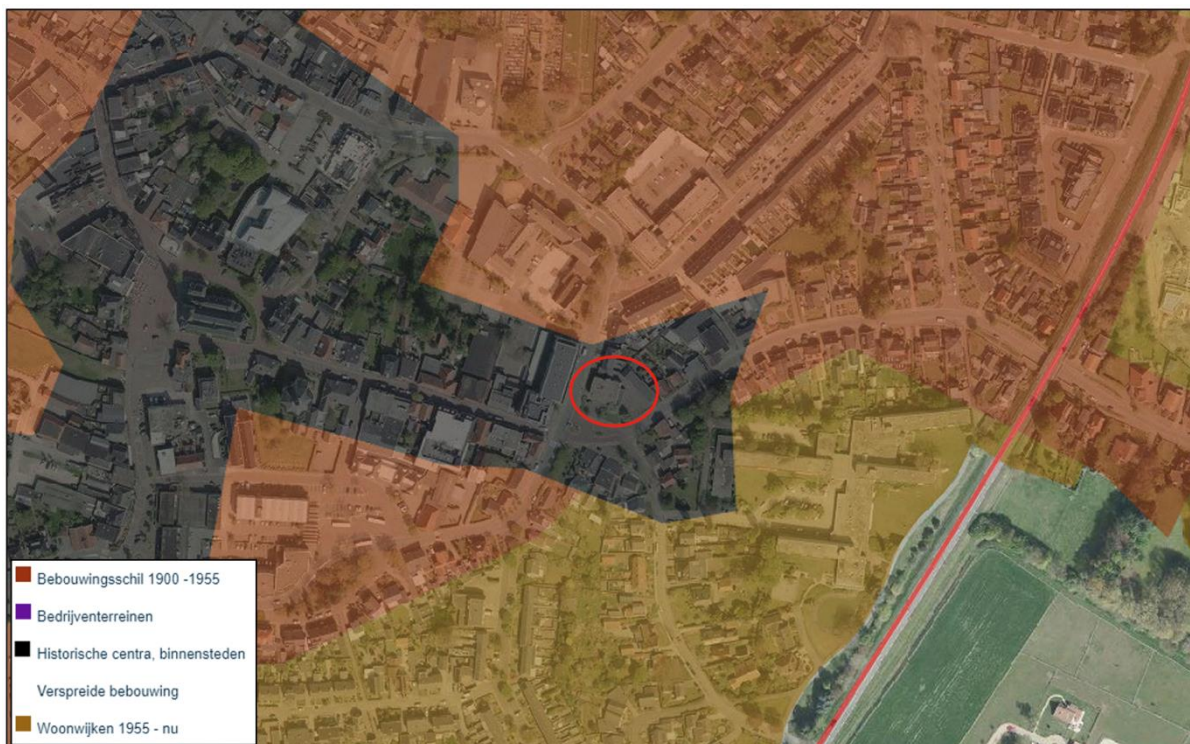 Bebouwingsschil 1900 -1955
Bedrijventerreinen
Historische centra, binnensteden
Verspreide bebouwing
Woonwijken 1955 - nu